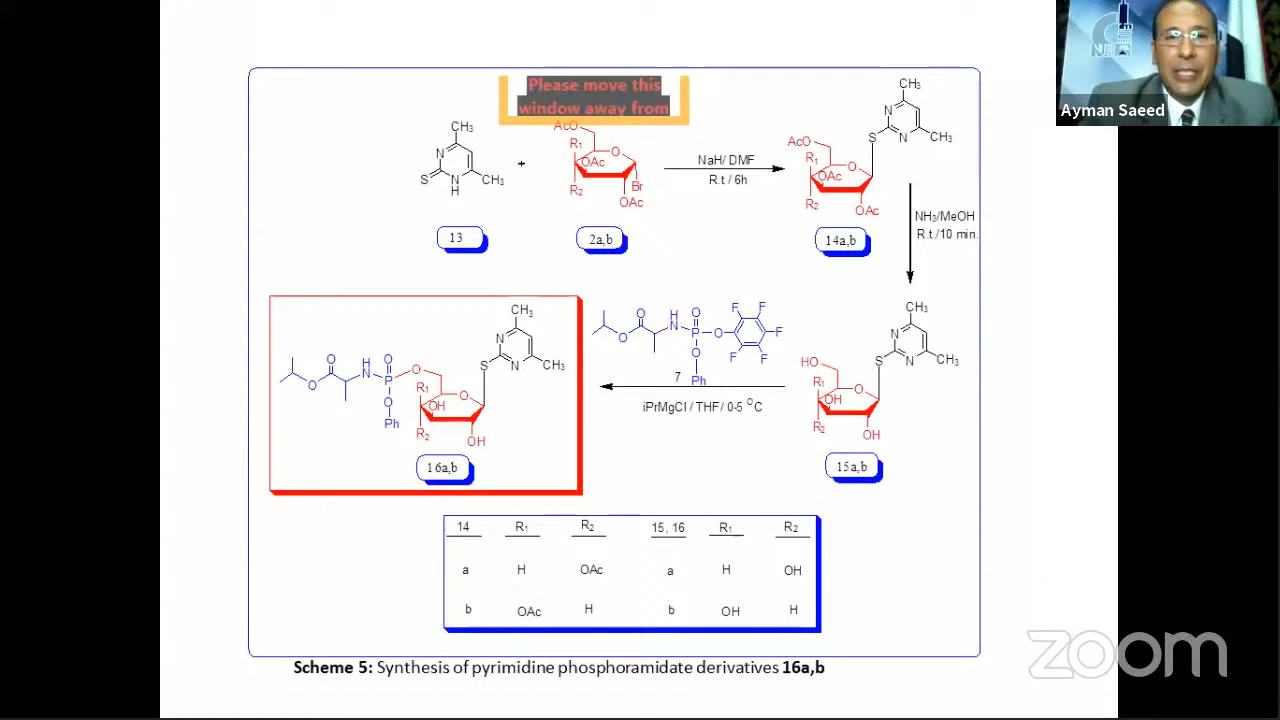 Please move this
window away from
Ayman Saeed
CH3
N
S
N
H
CH3
+
AcO
R1
O
OAc
R2
Br
OAc
NaH/ DMF
R.t / 6h
CH3
N
N
CH3
S
AcO
R1
O
OAc
R2
OAc
13
2a,b
14a,b
NH3/MeOH
R.t./10 min.
CH3
N
N
CH3
S
HO
R1
O
OH
R2
OH
15a,b
O
O
H
N
O
P
O
O
Ph
F
F
F
F
F
7
iPrMgCl / THF/ 0-5 °C
CH3
N
N
CH3
S
O
O
H
N
O
P
O
O
Ph
R1
O
OH
R2
OH
16a,b
14 R1 R2 15, 16 R1 R2
a H OAc a H OH
b OAc H b OH H
Scheme 5: Synthesis of pyrimidine phosphoramidate derivatives 16a,b
zoom